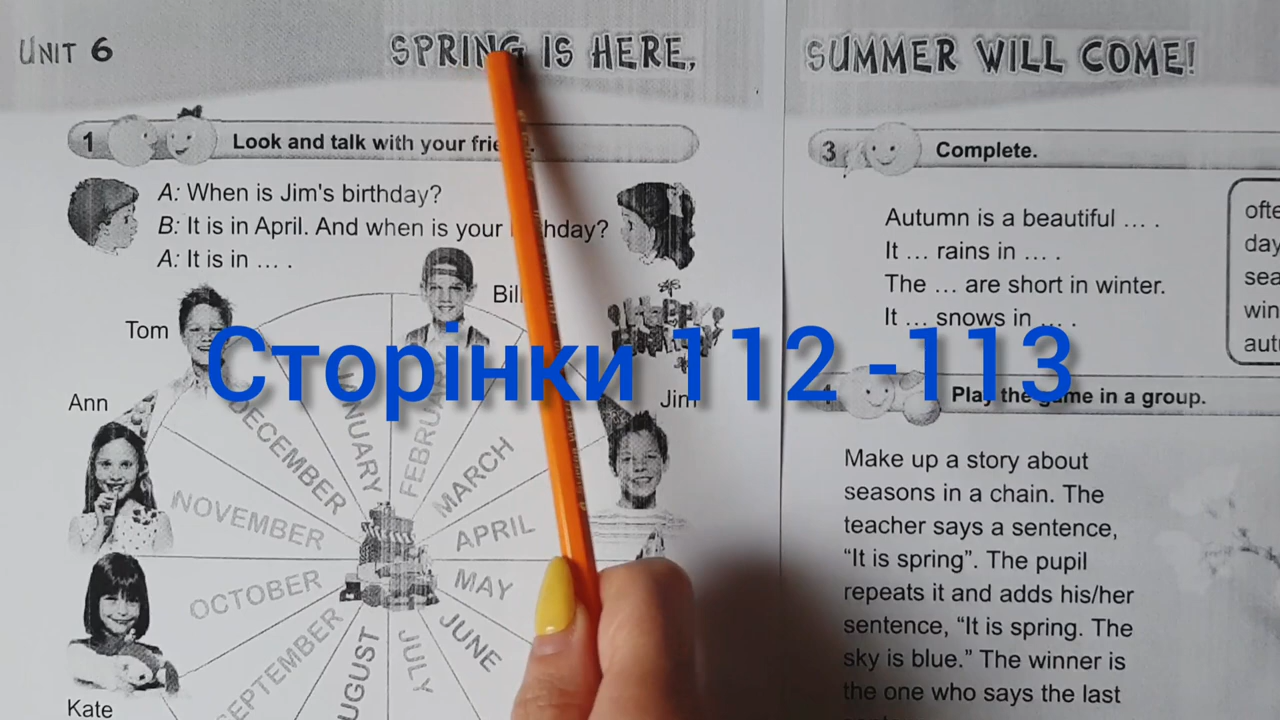 UNIT 6
SPRING IS HERE,
1 Look and talk with your
A: When is Jim's birthday?
B: It is in April. And when is your
A: It is in ... .
Bill
Tom
Ann
Jim
Kate
DECEMBER
JANUARY
FEBRUARY
MARCH
APRIL
MAY
JUNE
JULY
AUGUST
SEPTEMBER
OCTOBER
NOVEMBER
Сторінки 112 -113
SUMMER WILL COME!
3 Complete.
Autumn is a beautiful ... .
It ... rains in ... .
The ... are short in winter.
It ... snows in ... .
ofte
day
sea
win
aut
4 Play the game in a group.
Make up a story about
seasons in a chain. The
teacher says a sentence,
“It is spring”. The pupil
repeats it and adds his/her
sentence, “It is spring. The
sky is blue.” The winner is
the one who says the last